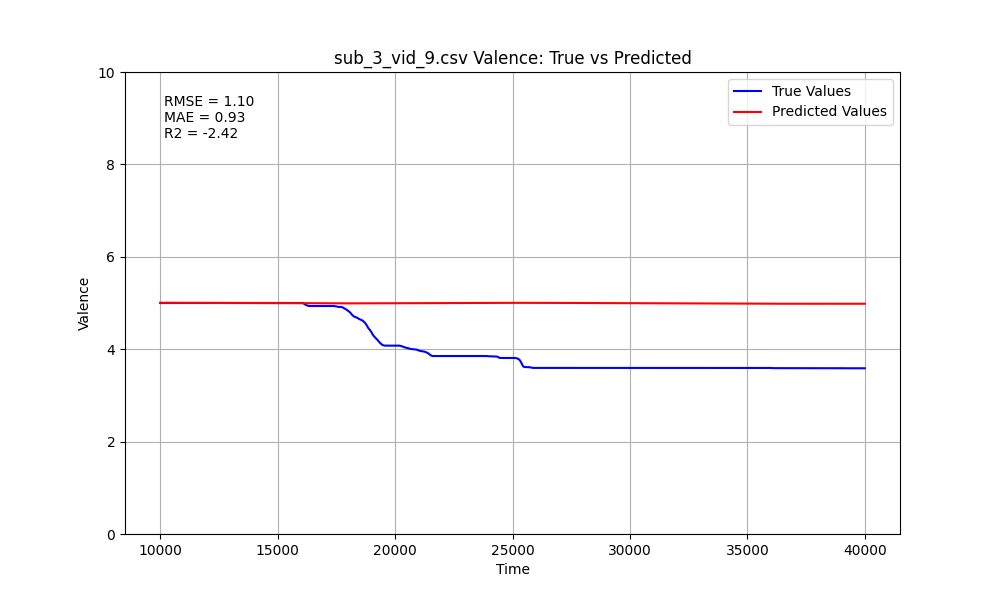 sub_3_vid_9.csv Valence: True vs Predicted
RMSE = 1.10
MAE = 0.93
R2 = -2.42
True Values
Predicted Values
10
8
6
4
2
0
Valence
10000 15000 20000 25000 30000 35000 40000
Time